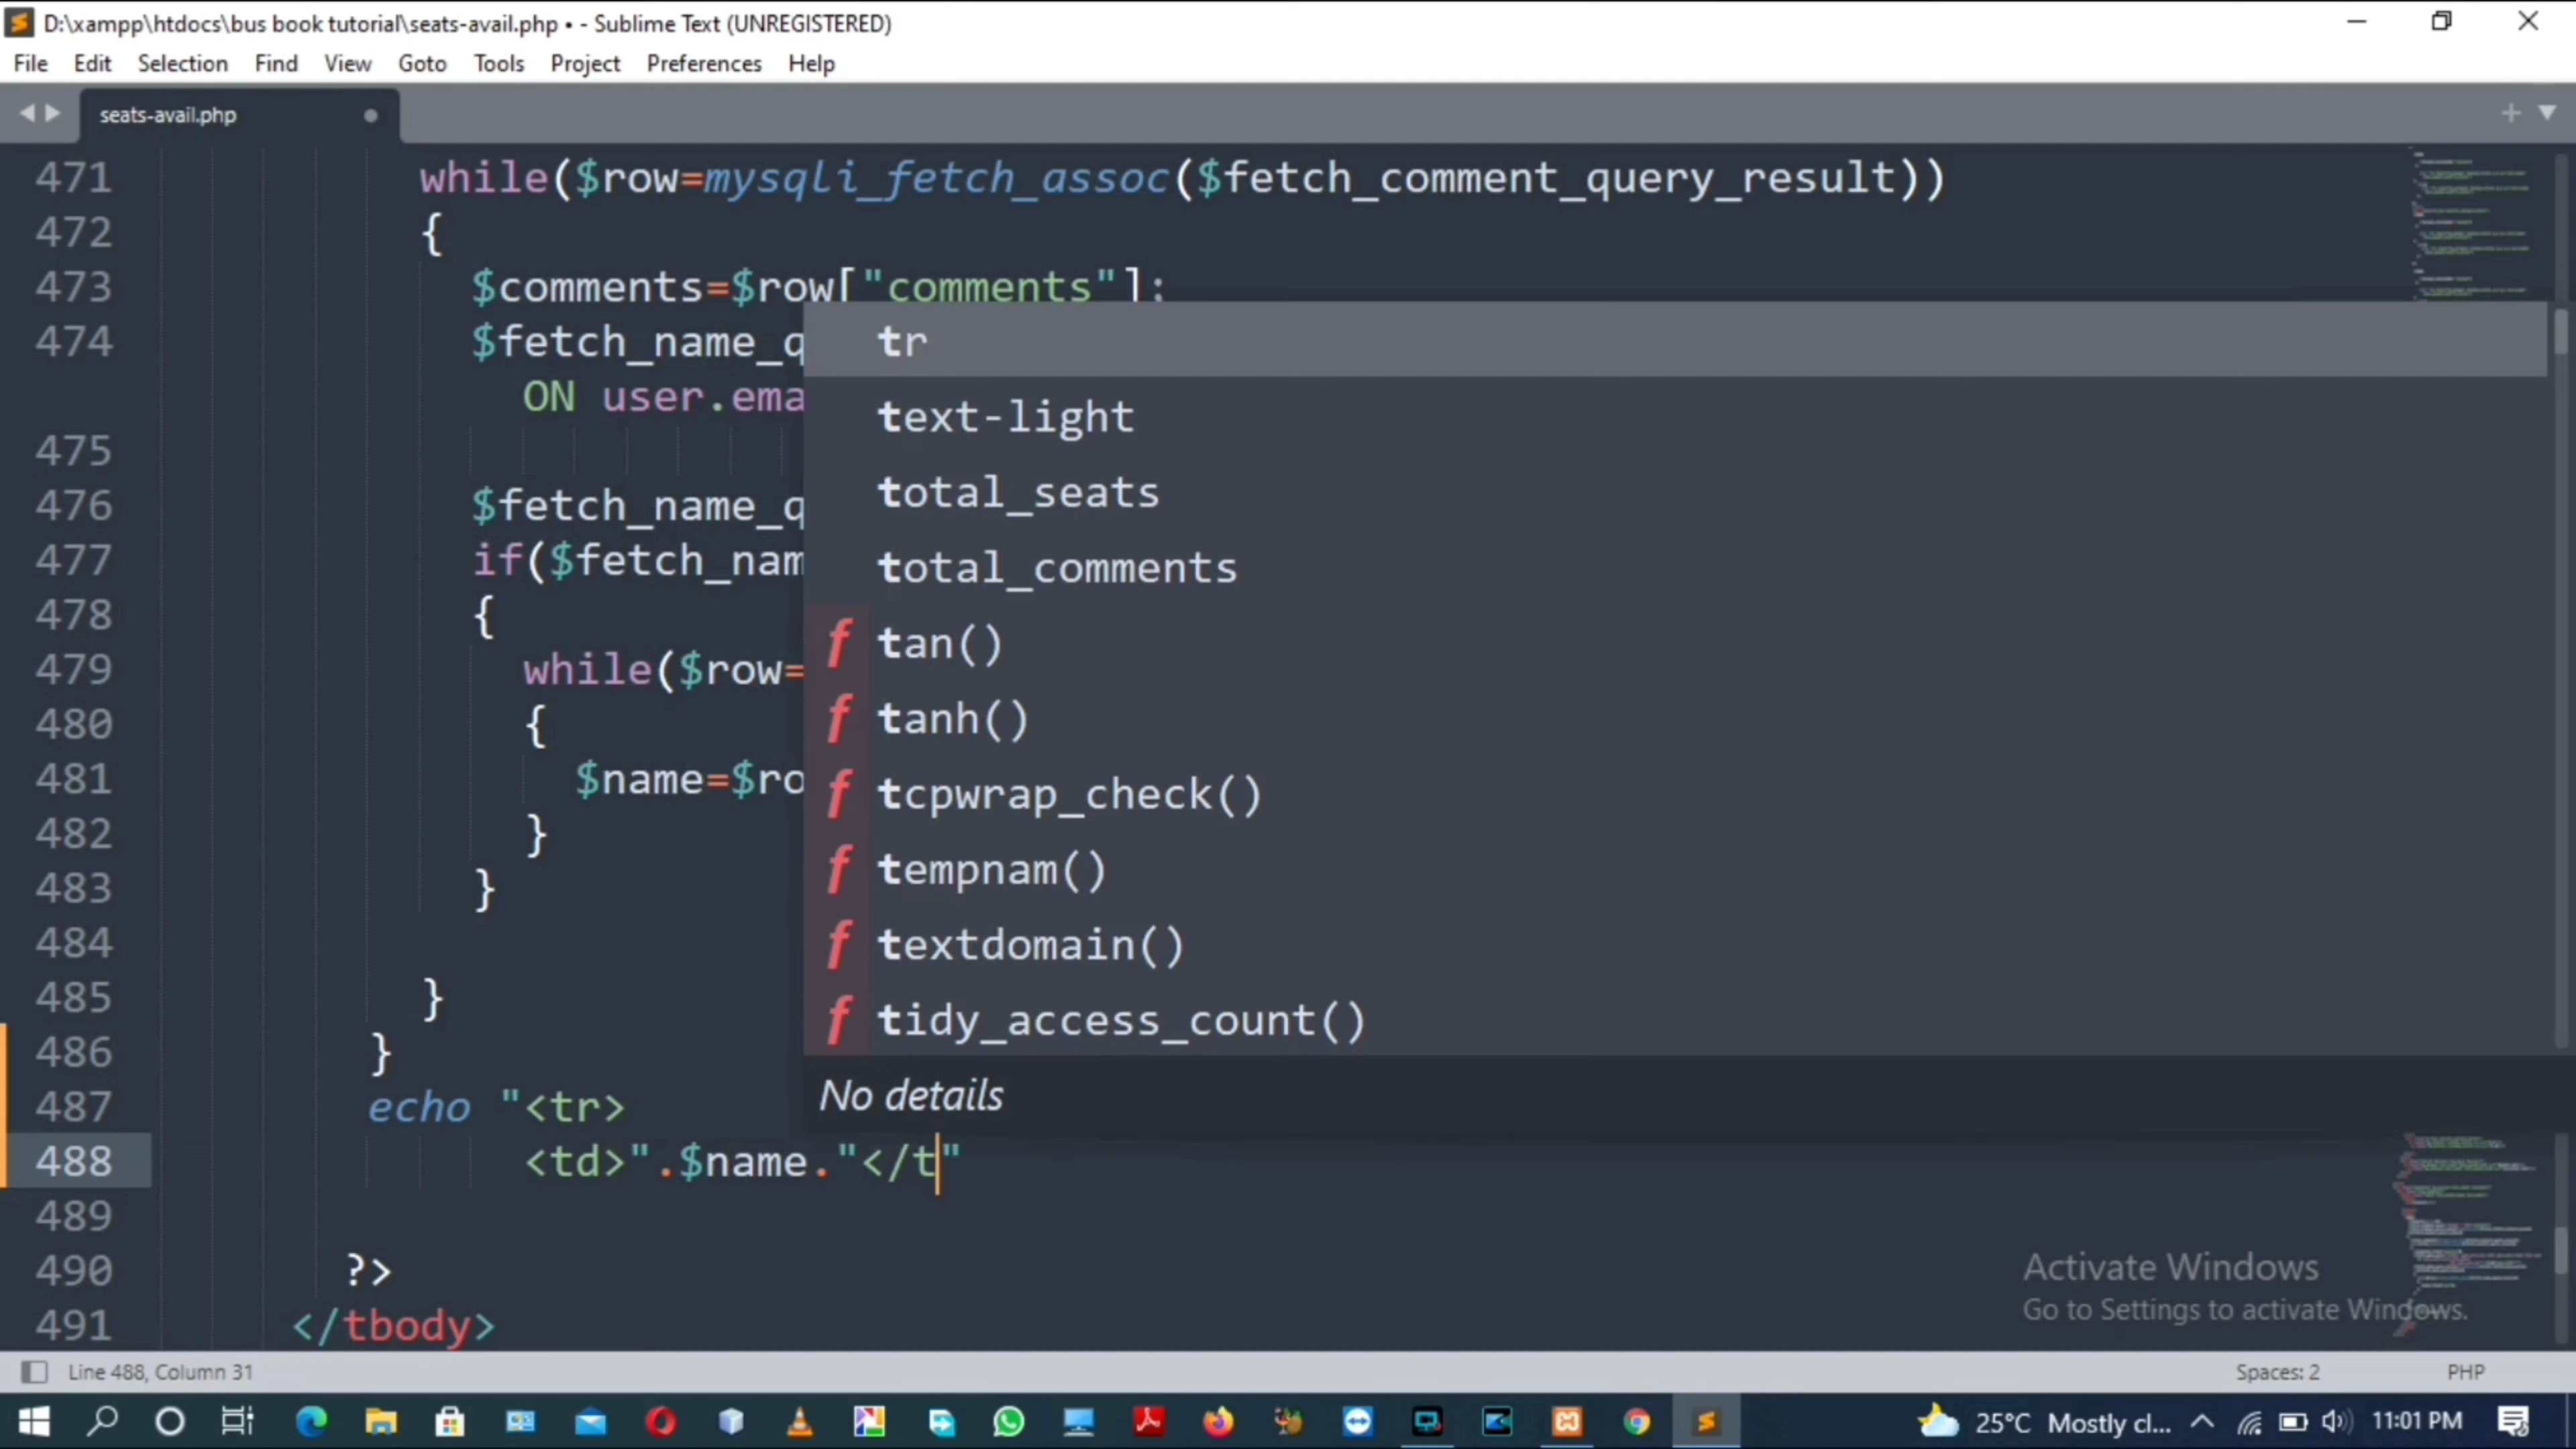 D:\xampp\htdocs\bus book tutorial\seats-avail.php • - Sublime Text (UNREGISTERED)
File Edit Selection Find View Goto Tools Project Preferences Help
seats-avail.php
471 while($row=mysqli_fetch_assoc($fetch_comment_query_result))
472 {
473 $comments=$row["comments"];
474 $fetch_name_q
ON user.ema
475
476 $fetch_name_q
477 if($fetch_nam
478 {
479 while($row=
480 {
481 $name=$ro
482 }
483 }
484
485 }
486 }
487 echo "<tr>
488 <td>".$name."</t"
489
490 ?>
491 </tbody>
tr
text-light
total_seats
total_comments
f tan()
f tanh()
f tcpwrap_check()
f tempnam()
f textdomain()
f tidy_access_count()
No details
Activate Windows
Go to Settings to activate Windows.
Line 488, Column 31 Spaces: 2 PHP
25°C Mostly cl... 11:01 PM